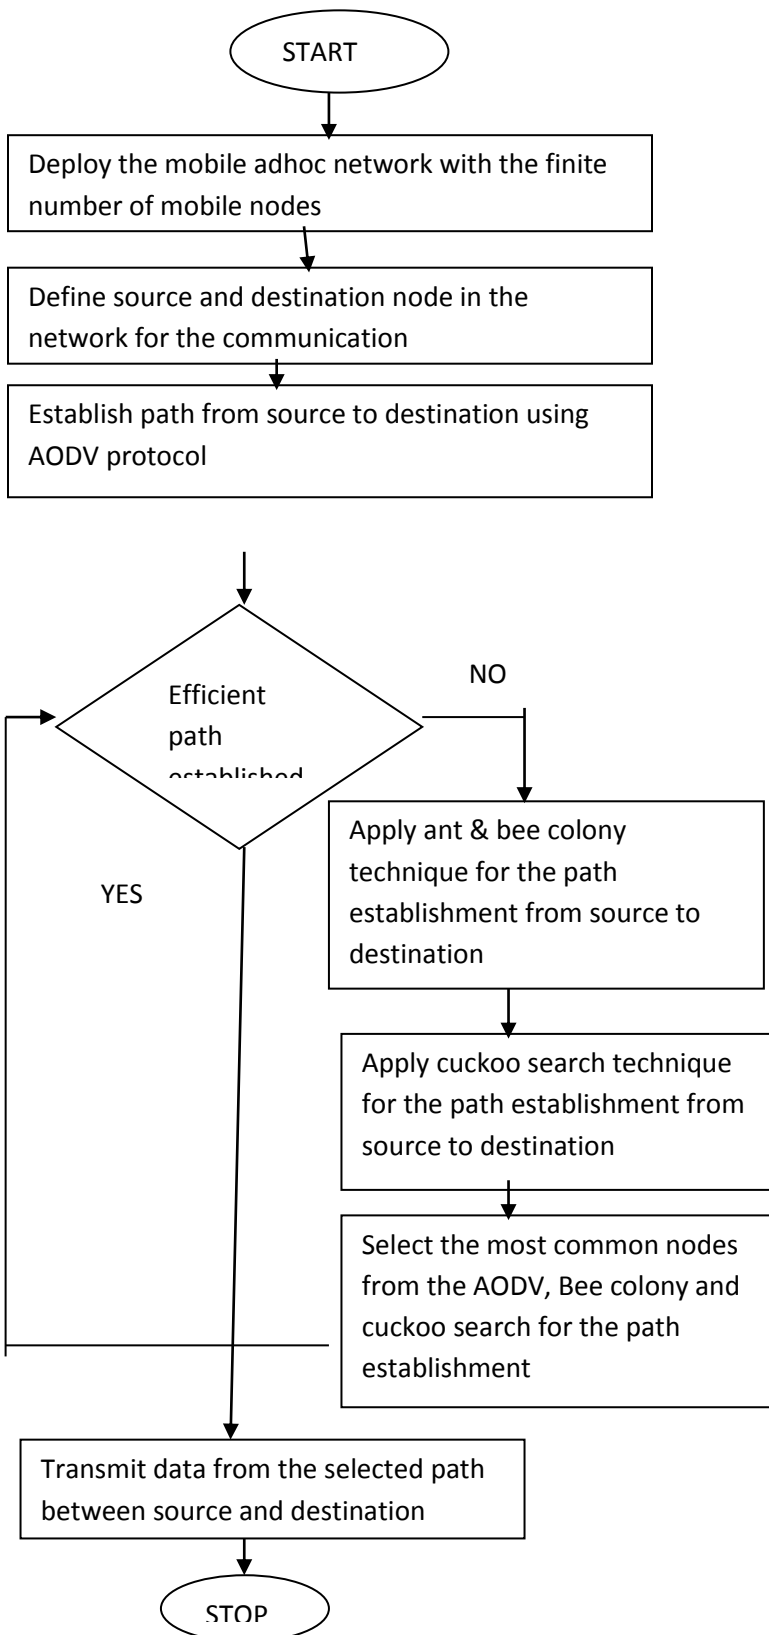 START
Deploy the mobile adhoc network with the finite
number of mobile nodes
Define source and destination node in the
network for the communication
Establish path from source to destination using
AODV protocol
NO
Efficient
path
established
Apply ant & bee colony
technique for the path
establishment from source to
destination
YES
Apply cuckoo search technique
for the path establishment from
source to destination
Select the most common nodes
from the AODV, Bee colony and
cuckoo search for the path
establishment
Transmit data from the selected path
between source and destination
STOP